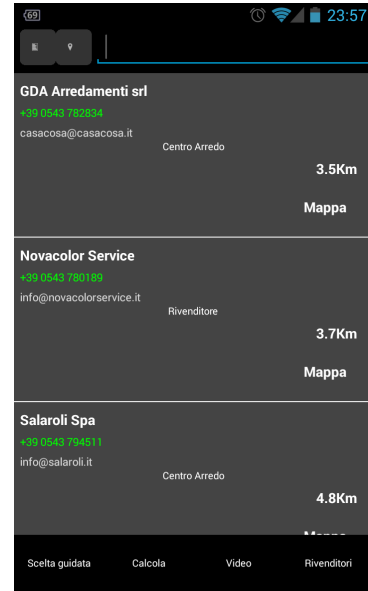 69
23:57
GDA Arredamenti srl
+39 0543 782834
casacosa@casacosa.it
Centro Arredo
3.5Km
Mappa
Novacolor Service
+39 0543 780189
info@novacolorservice.it
Rivenditore
3.7Km
Mappa
Salaroli Spa
+39 0543 794511
info@salaroli.it
Centro Arredo
4.8Km
Mappa
Scelta guidata Calcola Video Rivenditori